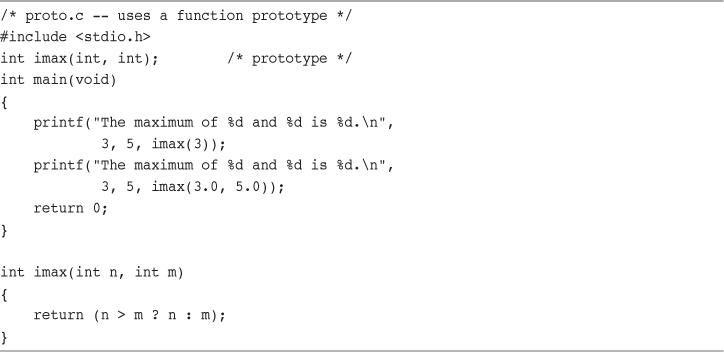 /* proto.c -- uses a function prototype */
#include <stdio.h>
int imax(int, int);        /* prototype */
int main(void)
{
    printf("The maximum of %d and %d is %d.\n",
            3, 5, imax(3));
    printf("The maximum of %d and %d is %d.\n",
            3, 5, imax(3.0, 5.0));
    return 0;
}

int imax(int n, int m)
{
    return (n > m ? n : m);
}